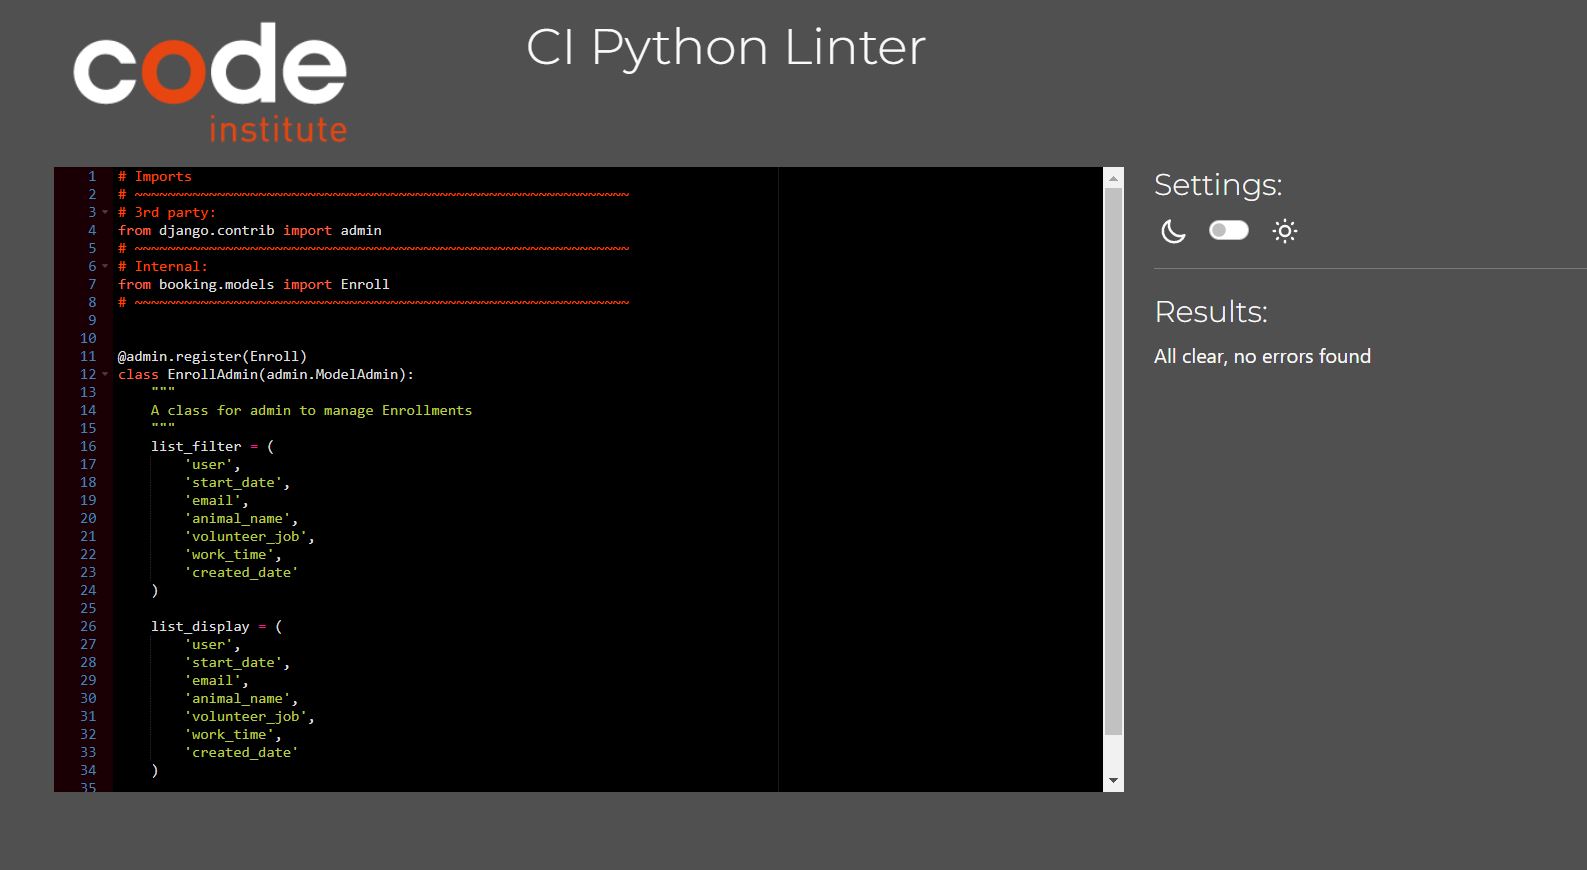 code
institute
CI Python Linter
1 # Imports
2 # ~~~~~~~~~~~~~~~~~~~~~~~~~~~~~~~~~~~~~~~~~~~~~~~~~~~~~~~~~~~~
3 # 3rd party:
4 from django.contrib import admin
5 # ~~~~~~~~~~~~~~~~~~~~~~~~~~~~~~~~~~~~~~~~~~~~~~~~~~~~~~~~~~~~
6 # Internal:
7 from booking.models import Enroll
8 # ~~~~~~~~~~~~~~~~~~~~~~~~~~~~~~~~~~~~~~~~~~~~~~~~~~~~~~~~~~~~
9
10
11 @admin.register(Enroll)
12 class EnrollAdmin(admin.ModelAdmin):
13     """
14     A class for admin to manage Enrollments
15     """
16     list_filter = (
17         'user',
18         'start_date',
19         'email',
20         'animal_name',
21         'volunteer_job',
22         'work_time',
23         'created_date'
24     )
25
26     list_display = (
27         'user',
28         'start_date',
29         'email',
30         'animal_name',
31         'volunteer_job',
32         'work_time',
33         'created_date'
34     )
35
Settings:
Results:
All clear, no errors found